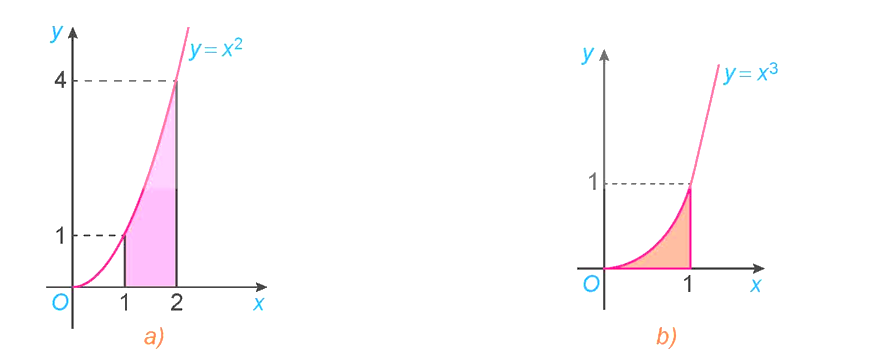 y
y = x²
4
1
O
1
2
x
a)
y
y = x³
1
O
1
x
b)